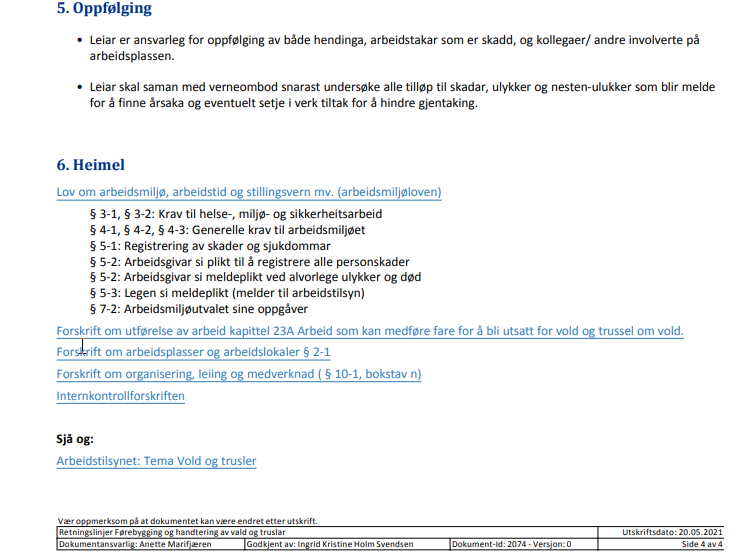 5. Oppfølging
• Leiar er ansvarleg for oppfølging av både hendinga, arbeidstakar som er skadd, og kollegaer/ andre involverte på
arbeidsplassen.
• Leiar skal saman med verneombod snarast undersøke alle tilløp til skadar, ulykker og nesten-ulukker som blir melde
for å finne årsaka og eventuelt setje i verk tiltak for å hindre gjentaking.
6. Heimel
Lov om arbeidsmiljø, arbeidstid og stillingsvern mv. (arbeidsmiljøloven)
§ 3-1, § 3-2: Krav til helse-, miljø- og sikkerheitsarbeid
§ 4-1, § 4-2, § 4-3: Generelle krav til arbeidsmiljøet
§ 5-1: Registrering av skader og sjukdommar
§ 5-2: Arbeidsgivar si plikt til å registrere alle personskader
§ 5-2: Arbeidsgivar si meldeplikt ved alvorlege ulykker og død
§ 5-3: Legen si meldeplikt (melder til arbeidstilsyn)
§ 7-2: Arbeidsmiljøutvalet sine oppgåver
Forskrift om utførelse av arbeid kapittel 23A Arbeid som kan medføre fare for å bli utsatt for vold og trussel om vold.
Forskrift om arbeidsplasser og arbeidslokaler § 2-1
Forskrift om organisering, leiing og medverknad ( § 10-1, bokstav n)
Internkontrollforskriften
Sjå og:
Arbeidstilsynet: Tema Vold og trusler
Vær oppmerksom på at dokumentet kan være endret etter utskrift.
Retningslinjer Førebygging og handtering av vald og truslar Utskriftsdato: 20.05.2021
Dokumentansvarlig: Anette Marifjæren Godkjent av: Ingrid Kristine Holm Svendsen Dokument-Id: 2074 - Versjon: 0 Side 4 av 4